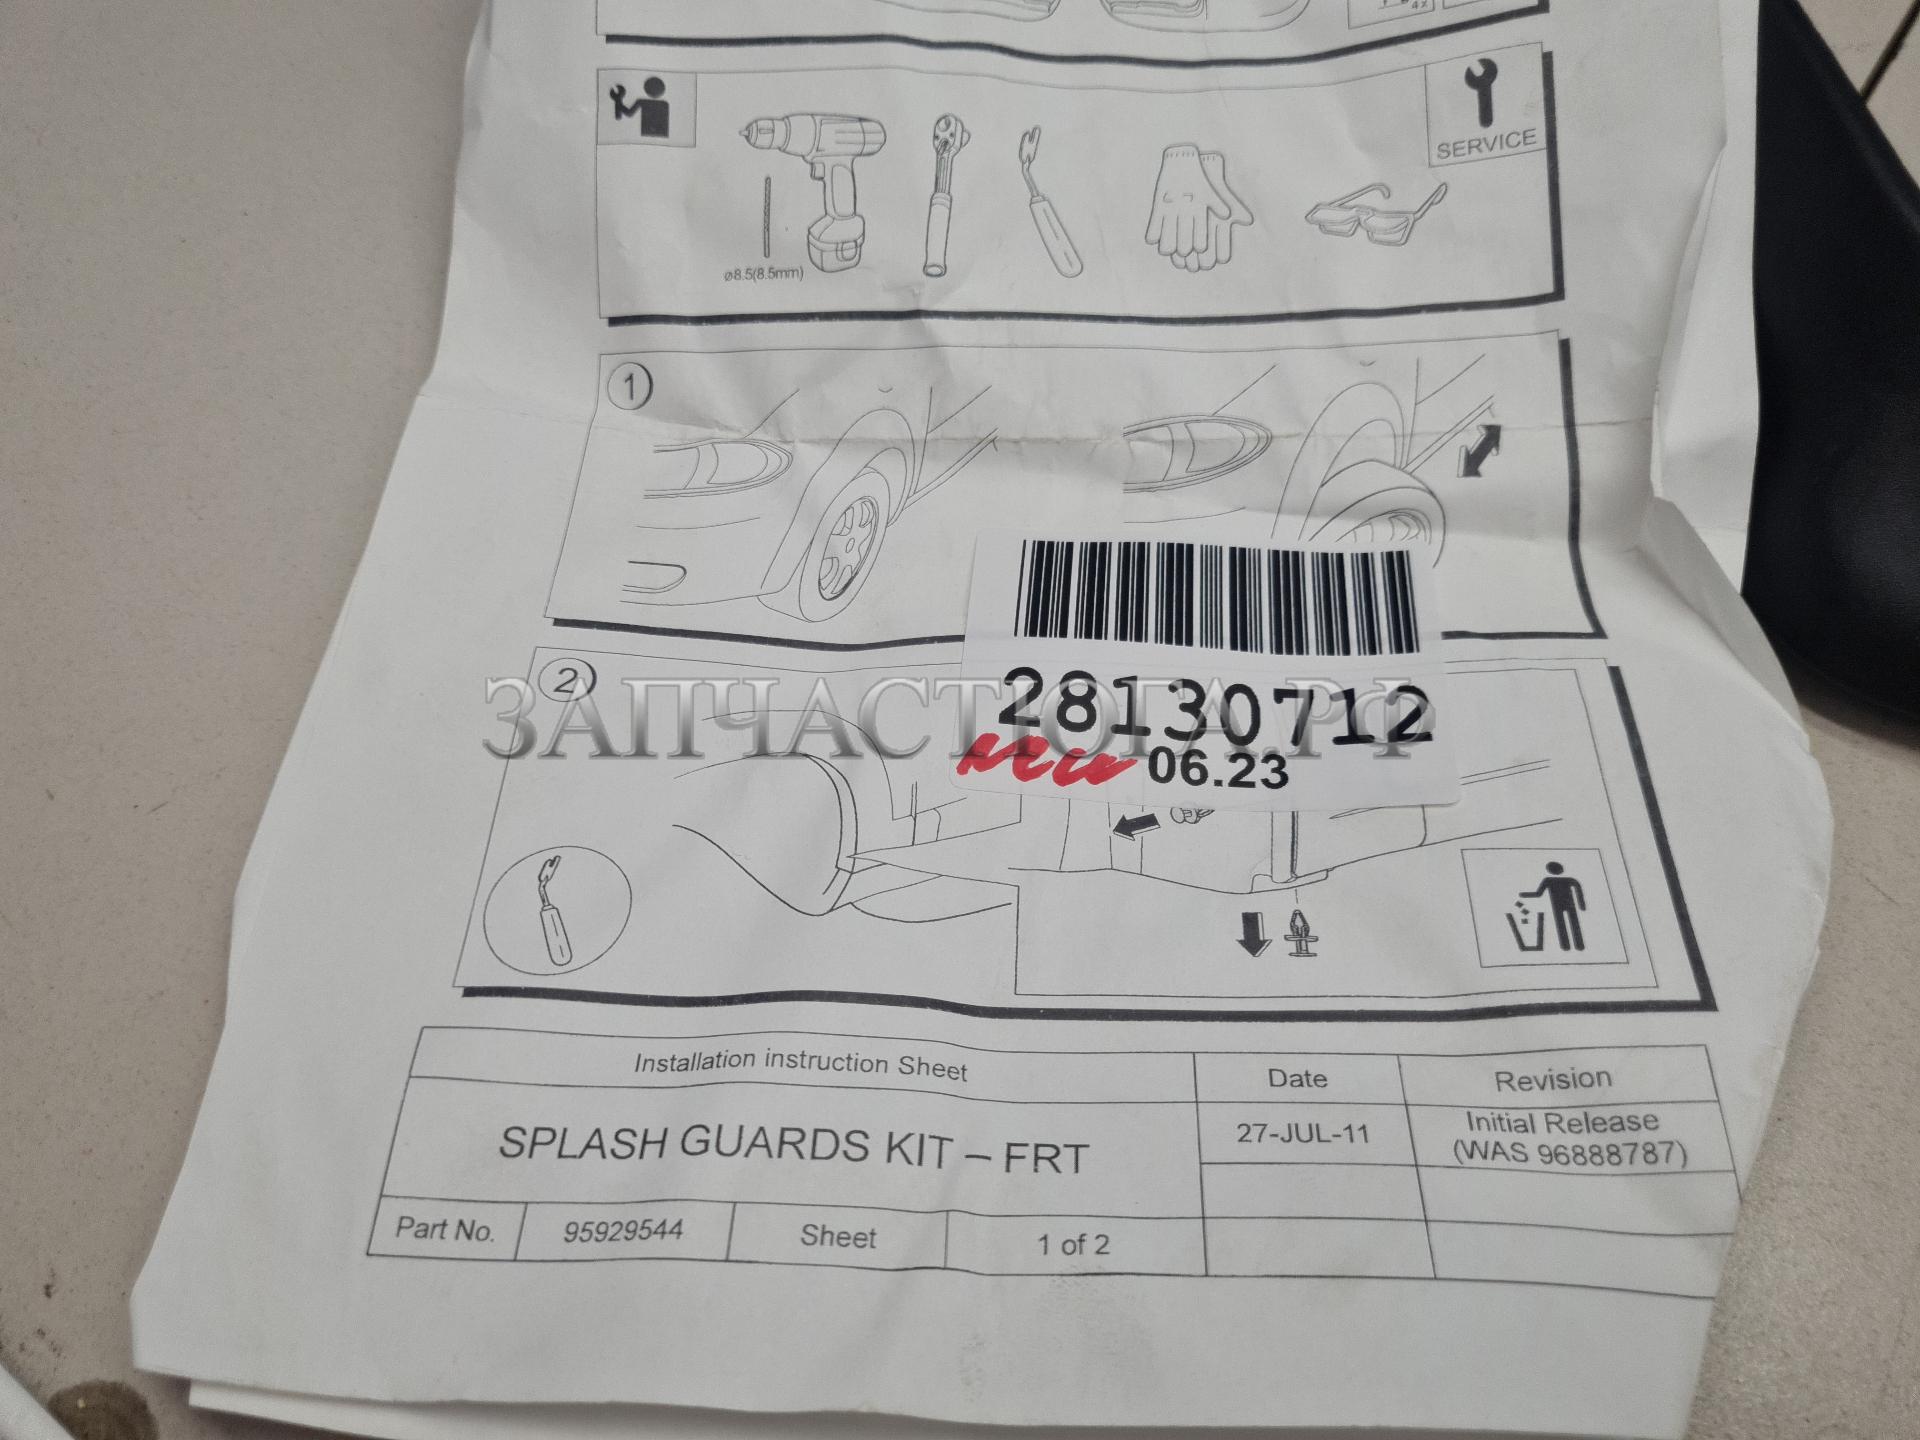 4x
SERVICE
ø8.5(8.5mm)
1
2
ЗАПЧАСТЮГА.РФ
28130712
06.23
Installation instruction Sheet
Date
Revision
SPLASH GUARDS KIT – FRT
27-JUL-11
Initial Release
(WAS 96888787)
Part No.
95929544
Sheet
1 of 2